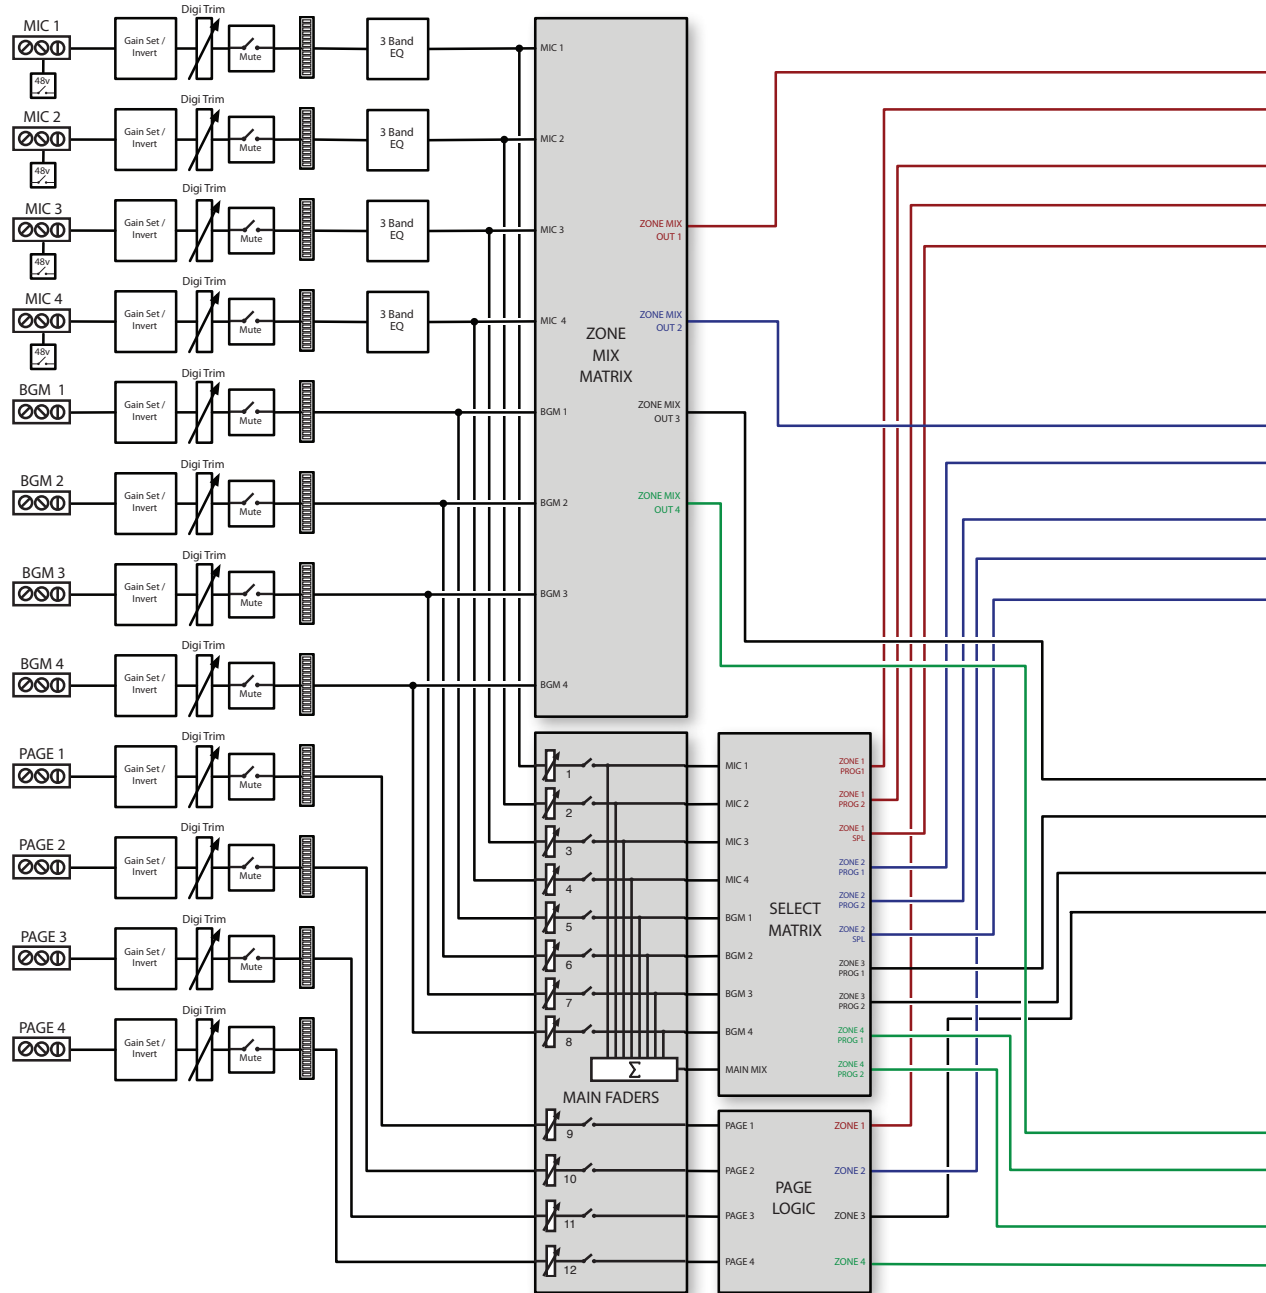 MIC 1
Gain Set /
Invert
Digi Trim
Mute
3 Band
EQ
48v
MIC 2
Gain Set /
Invert
Digi Trim
Mute
3 Band
EQ
48v
MIC 3
Gain Set /
Invert
Digi Trim
Mute
3 Band
EQ
48v
MIC 4
Gain Set /
Invert
Digi Trim
Mute
3 Band
EQ
48v
BGM 1
Gain Set /
Invert
Digi Trim
Mute
BGM 2
Gain Set /
Invert
Digi Trim
Mute
BGM 3
Gain Set /
Invert
Digi Trim
Mute
BGM 4
Gain Set /
Invert
Digi Trim
Mute
PAGE 1
Gain Set /
Invert
Digi Trim
Mute
PAGE 2
Gain Set /
Invert
Digi Trim
Mute
PAGE 3
Gain Set /
Invert
Digi Trim
Mute
PAGE 4
Gain Set /
Invert
Digi Trim
Mute
MIC 1
MIC 2
MIC 3
MIC 4
BGM 1
BGM 2
BGM 3
BGM 4
ZONE
MIX
MATRIX
ZONE MIX
OUT 1
ZONE MIX
OUT 2
ZONE MIX
OUT 3
ZONE MIX
OUT 4
1
2
3
4
5
6
7
8
Σ
MAIN FADERS
9
10
11
12
MIC 1
MIC 2
MIC 3
MIC 4
BGM 1
BGM 2
BGM 3
BGM 4
MAIN MIX
SELECT
MATRIX
ZONE 1
PROG1
ZONE 1
PROG 2
ZONE 1
SPL
ZONE 2
PROG 1
ZONE 2
PROG 2
ZONE 2
SPL
ZONE 3
PROG 1
ZONE 3
PROG 2
ZONE 4
PROG 1
ZONE 4
PROG 2
PAGE 1
PAGE 2
PAGE 3
PAGE 4
PAGE
LOGIC
ZONE 1
ZONE 2
ZONE 3
ZONE 4